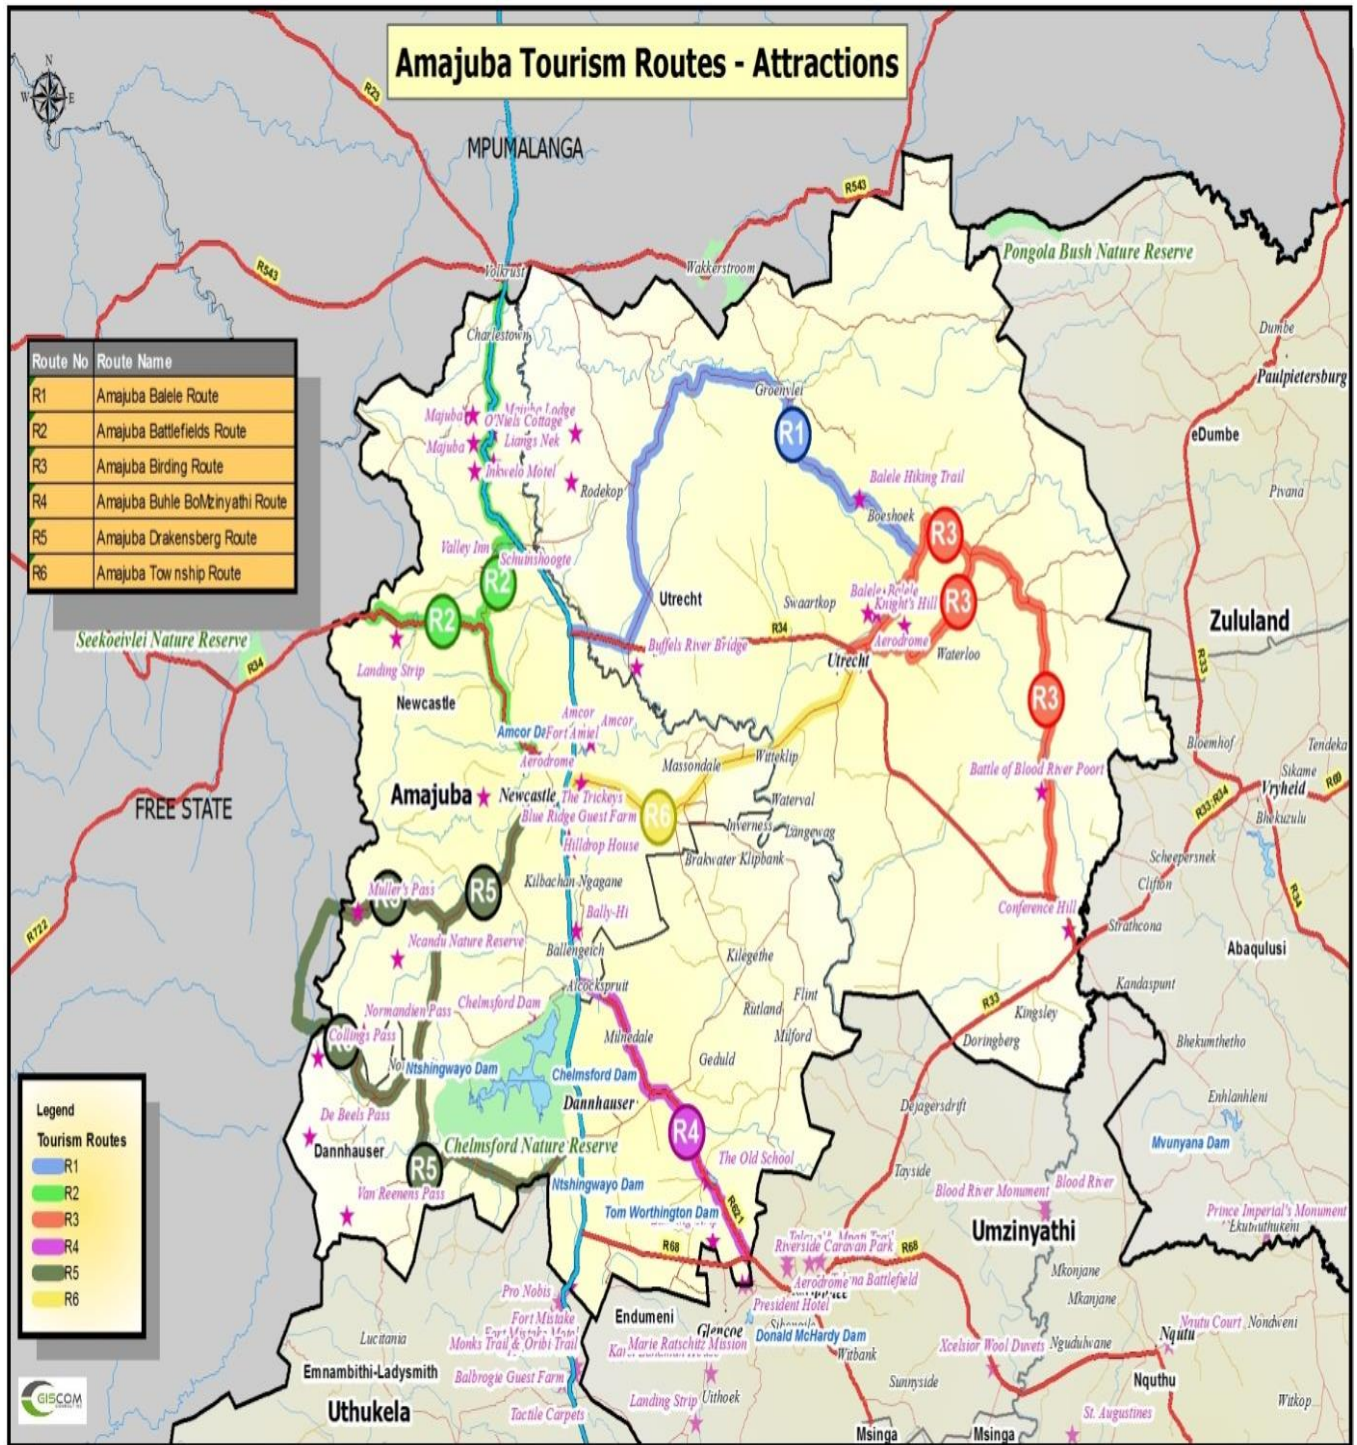 Amajuba Tourism Routes - Attractions
N
W E
S
R23
MPUMALANGA
R543
R543
Volkrust
Wakkerstroom
Pongola Bush Nature Reserve
Charlestown
Dumbe
Paulpietersburg
Route No Route Name
R1 Amajuba Balele Route
R2 Amajuba Battlefields Route
R3 Amajuba Birding Route
R4 Amajuba Buhle BoMzinyathi Route
R5 Amajuba Drakensberg Route
R6 Amajuba Township Route
Groenvlei
Majuba
Majuba Lodge
O'Niels Cottage
Majuba
Liangs Nek
Inkwelo Motel
R1
eDumbe
Rodekop
Balele Hiking Trail
Boeshoek
Pivana
R3
Valley Inn
Schuinshoogte
R2
R2
Utrecht
Swaartkop
Balele
Balele
Knight's Hill
R3
Zululand
Seekoeivlei Nature Reserve
R34
R34
Landing Strip
Buffels River Bridge
Aerodrome
Utrecht
Waterloo
R33
Newcastle
R3
Amcor
Amcor
Fort Amiel
Aerodrome
Massondale
Witteklip
Battle of Blood River Poort
Bloemhof
Tendeka
Sikame
R69
Amajuba
Newcastle
The Trickeys
Blue Ridge Guest Farm
R6
Waterval
Inverness
Langewag
Vryheid
Bhekuzulu
R33-R34
FREE STATE
Hilldrop House
Brakwater Klipbank
Scheepersnek
Clifton
Kilbachan Ngagane
R5
Muller's Pass
R34
Bally-Hi
Conference Hill
Strathcona
R722
Ncandu Nature Reserve
Ballengeich
Kilegethe
Abaqulusi
Alcockspruit
Flint
Kandaspunt
Chelmsford Dam
Normandien Pass
Rutland
R33
Kingsley
Collings Pass
Milnedale
Milford
Doringberg
Bhekumthetho
Geduld
Ntshingwayo Dam
Chelmsford Dam
Dannhauser
Enhlanhleni
Legend
Tourism Routes
R1
R2
R3
R4
R5
R6
De Beels Pass
Dejagersdrift
R4
Mvunyana Dam
Dannhauser
Chelmsford Nature Reserve
R5
The Old School
Tayside
Van Reenens Pass
Ntshingwayo Dam
Blood River Monument
Blood River
Tom Worthington Dam
R621
Prince Imperial's Monument
Umzinyathi
R68
Riverside Caravan Park
R68
Mkonjane
Aerodrome
Talana Battlefield
Pro Nobis
Mkanjane
President Hotel
Fort Mistake
Endumeni
Glencoe
Nqutu Court
Nondweni
Lucitania
Monks Trail & Oribi Trail
Marie Ratschitz Mission
Donald McHardy Dam
Nqutu
Ngudulwane
Witbank
Xcelsior Wool Duvets
Emnambithi-Ladysmith
Balbrogie Guest Farm
Sunnyside
Nquthu
Uithoek
Landing Strip
Witkop
GISCOM
Uthukela
Tactile Carpets
St. Augustines
Msinga
Msinga